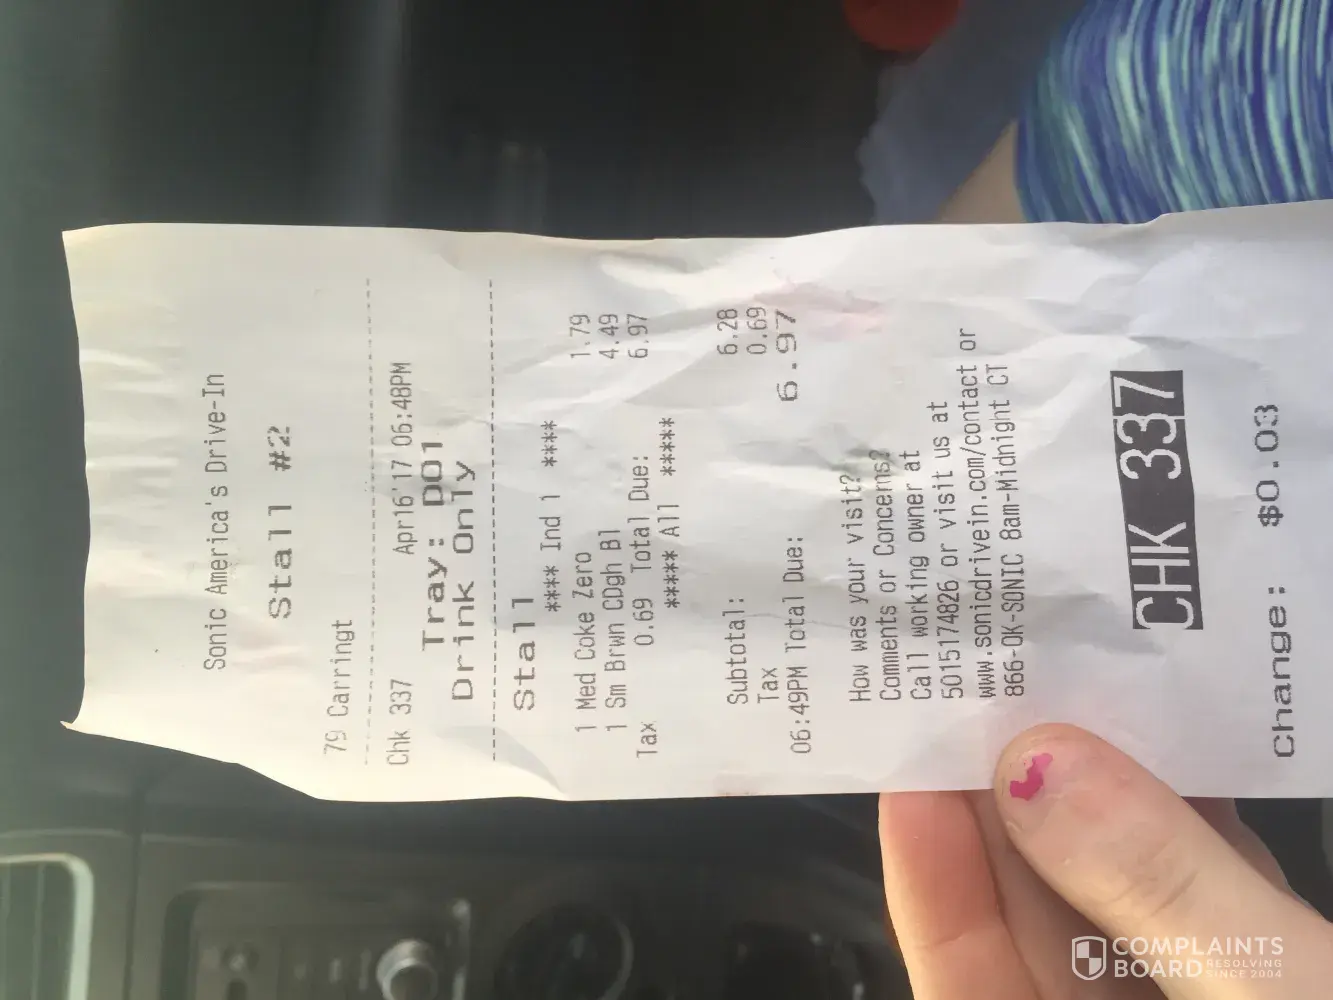 Sonic America's Drive-In
Stall #2
79 Carringt
Chk 337 Apr16'17 06:48PM
Tray: D01
Drink Only
Stall 1
**** Ind 1 ****
1 Med Coke Zero 1.79
1 Sm Brwn CDgh Bl 4.49
Tax 0.69 Total Due: 6.97
***** All *****
Subtotal: 6.28
Tax 0.69
06:49PM Total Due: 6.97
How was your visit?
Comments or Concerns?
Call working owner at
5015174826 or visit us at
www.sonicdrivein.com/contact or
866-OK-SONIC 8am-Midnight CT
CHK 337
Change: $0.03
COMPLAINTS
BOARD RESOLVING
SINCE 2004